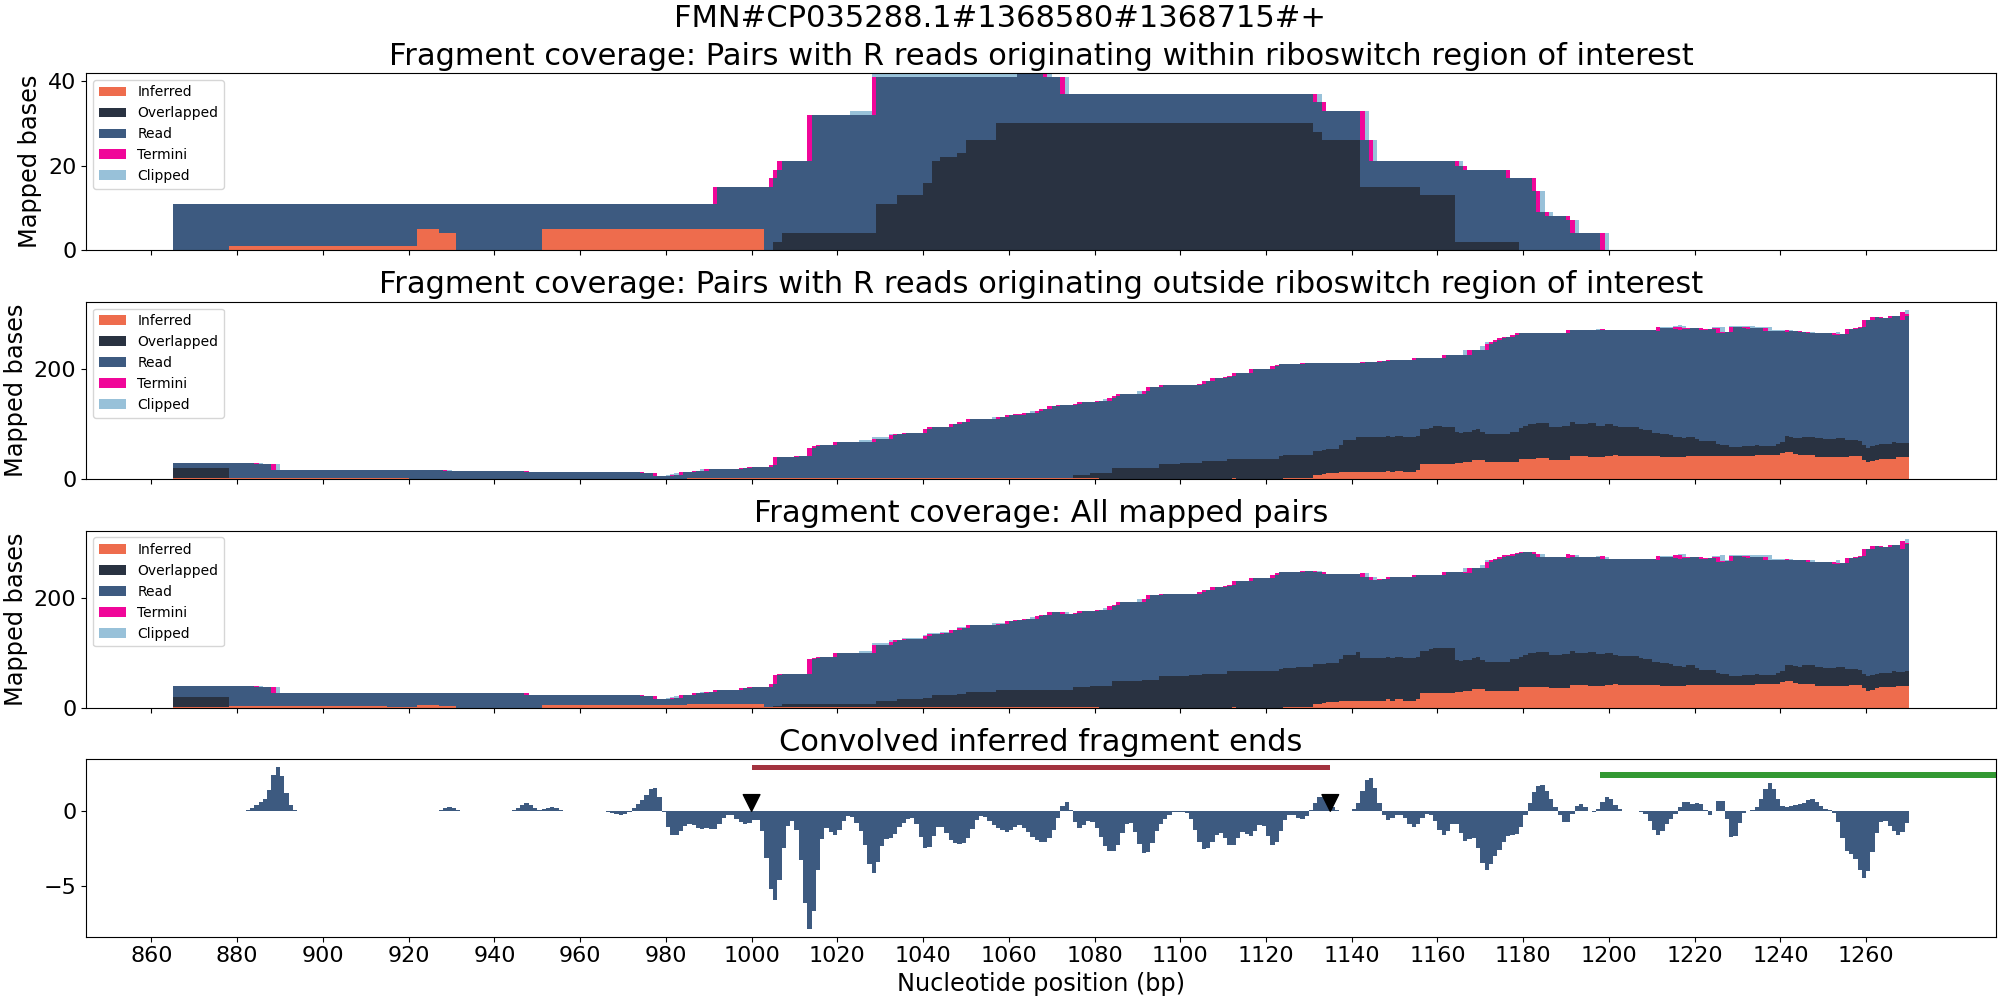 FMN#CP035288.1#1368580#1368715#+
Fragment coverage: Pairs with R reads originating within riboswitch region of interest
Mapped bases
40
20
0
Inferred
Overlapped
Read
Termini
Clipped
Fragment coverage: Pairs with R reads originating outside riboswitch region of interest
Mapped bases
200
0
Inferred
Overlapped
Read
Termini
Clipped
Fragment coverage: All mapped pairs
Mapped bases
200
0
Inferred
Overlapped
Read
Termini
Clipped
Convolved inferred fragment ends
0
−5
860 880 900 920 940 960 980 1000 1020 1040 1060 1080 1100 1120 1140 1160 1180 1200 1220 1240 1260
Nucleotide position (bp)